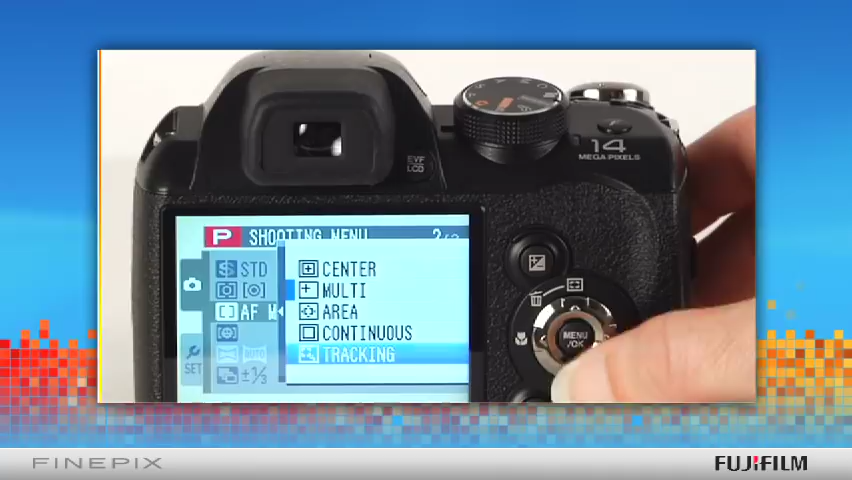 14
MEGA PIXELS
EVF
LCD
P SHOOTING MENU
STD
CENTER
MULTI
AF M
AREA
CONTINUOUS
SET
AUTO
TRACKING
±1/3
MENU
/OK
FINEPIX
FUJIFILM